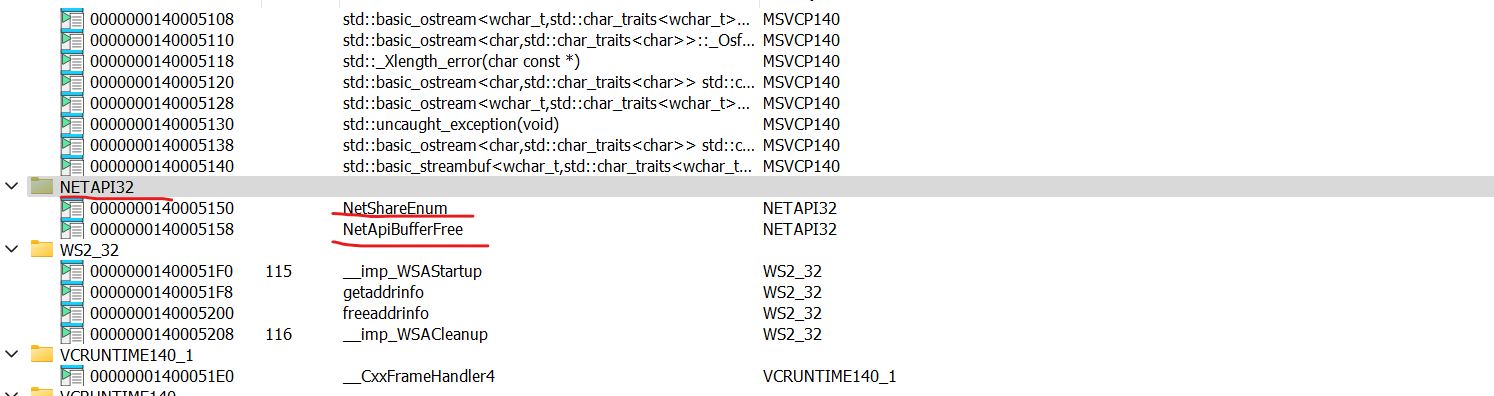 0000000140005108 std::basic_ostream<wchar_t,std::char_traits<wchar_t>... MSVCP140
0000000140005110 std::basic_ostream<char,std::char_traits<char>>::_Osf... MSVCP140
0000000140005118 std::_Xlength_error(char const *) MSVCP140
0000000140005120 std::basic_ostream<char,std::char_traits<char>> std::c... MSVCP140
0000000140005128 std::basic_ostream<wchar_t,std::char_traits<wchar_t>... MSVCP140
0000000140005130 std::uncaught_exception(void) MSVCP140
0000000140005138 std::basic_ostream<char,std::char_traits<char>> std::c... MSVCP140
0000000140005140 std::basic_streambuf<wchar_t,std::char_traits<wchar_t... MSVCP140
NETAPI32
0000000140005150 NetShareEnum NETAPI32
0000000140005158 NetApiBufferFree NETAPI32
WS2_32
00000001400051F0 115 __imp_WSAStartup WS2_32
00000001400051F8 getaddrinfo WS2_32
0000000140005200 freeaddrinfo WS2_32
0000000140005208 116 __imp_WSACleanup WS2_32
VCRUNTIME140_1
00000001400051E0 __CxxFrameHandler4 VCRUNTIME140_1
VCRUNTIME140